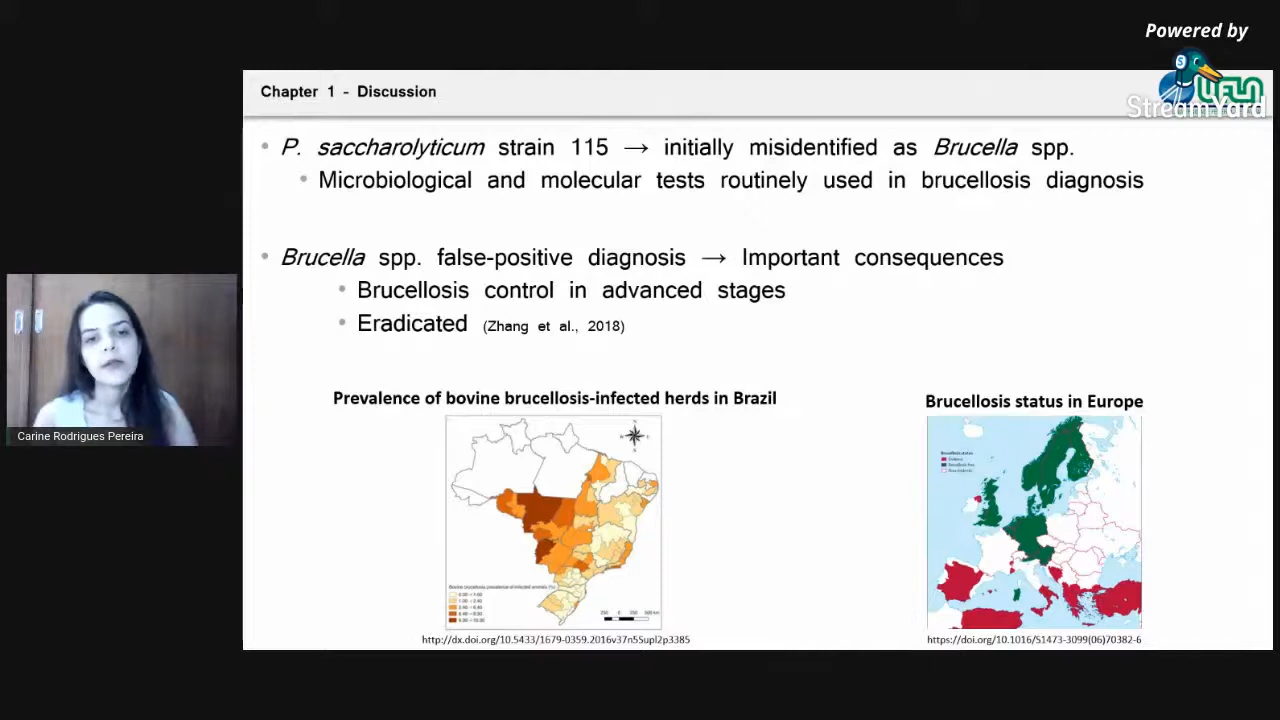 Powered by
StreamYard
Chapter 1 - Discussion
P. saccharolyticum strain 115 → initially misidentified as Brucella spp.
Microbiological and molecular tests routinely used in brucellosis diagnosis
Brucella spp. false-positive diagnosis → Important consequences
Brucellosis control in advanced stages
Eradicated (Zhang et al., 2018)
Carine Rodrigues Pereira
Prevalence of bovine brucellosis-infected herds in Brazil
Brucellosis status in Europe
http://dx.doi.org/10.5433/1679-0359.2016v37n5Supl2p3385
https://doi.org/10.1016/S1473-3099(06)70382-6